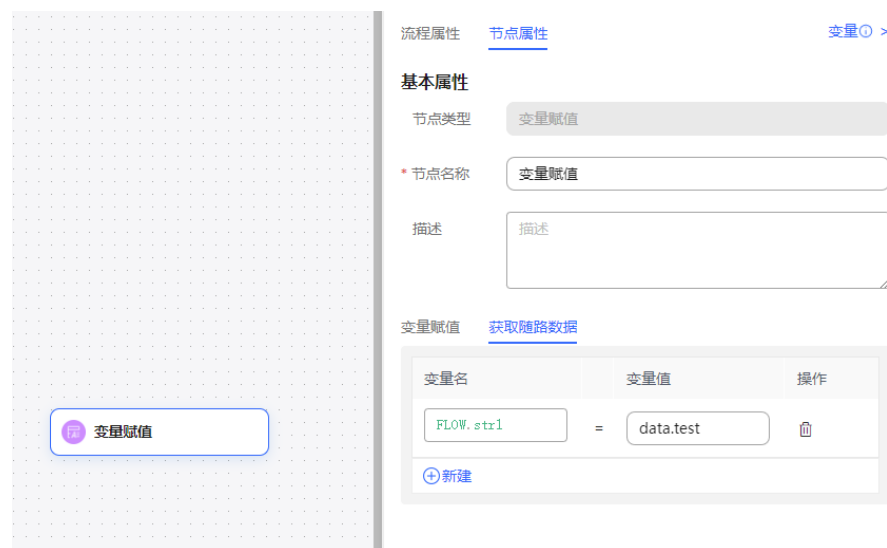 流程属性 节点属性 变量 >
基本属性
节点类型 变量赋值
* 节点名称 变量赋值
描述 描述
变量赋值 获取随路数据
变量名 变量值 操作
FLOW.str1 = data.test
新建
变量赋值